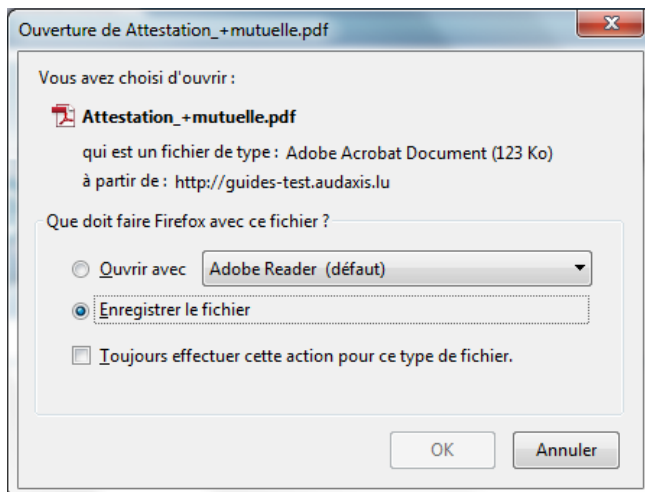 Ouverture de Attestation_+mutuelle.pdf
Vous avez choisi d'ouvrir :
Attestation_+mutuelle.pdf
qui est un fichier de type : Adobe Acrobat Document (123 Ko)
à partir de : http://guides-test.audaxis.lu
Que doit faire Firefox avec ce fichier ?
Ouvrir avec Adobe Reader (défaut)
Enregistrer le fichier
Toujours effectuer cette action pour ce type de fichier.
OK Annuler